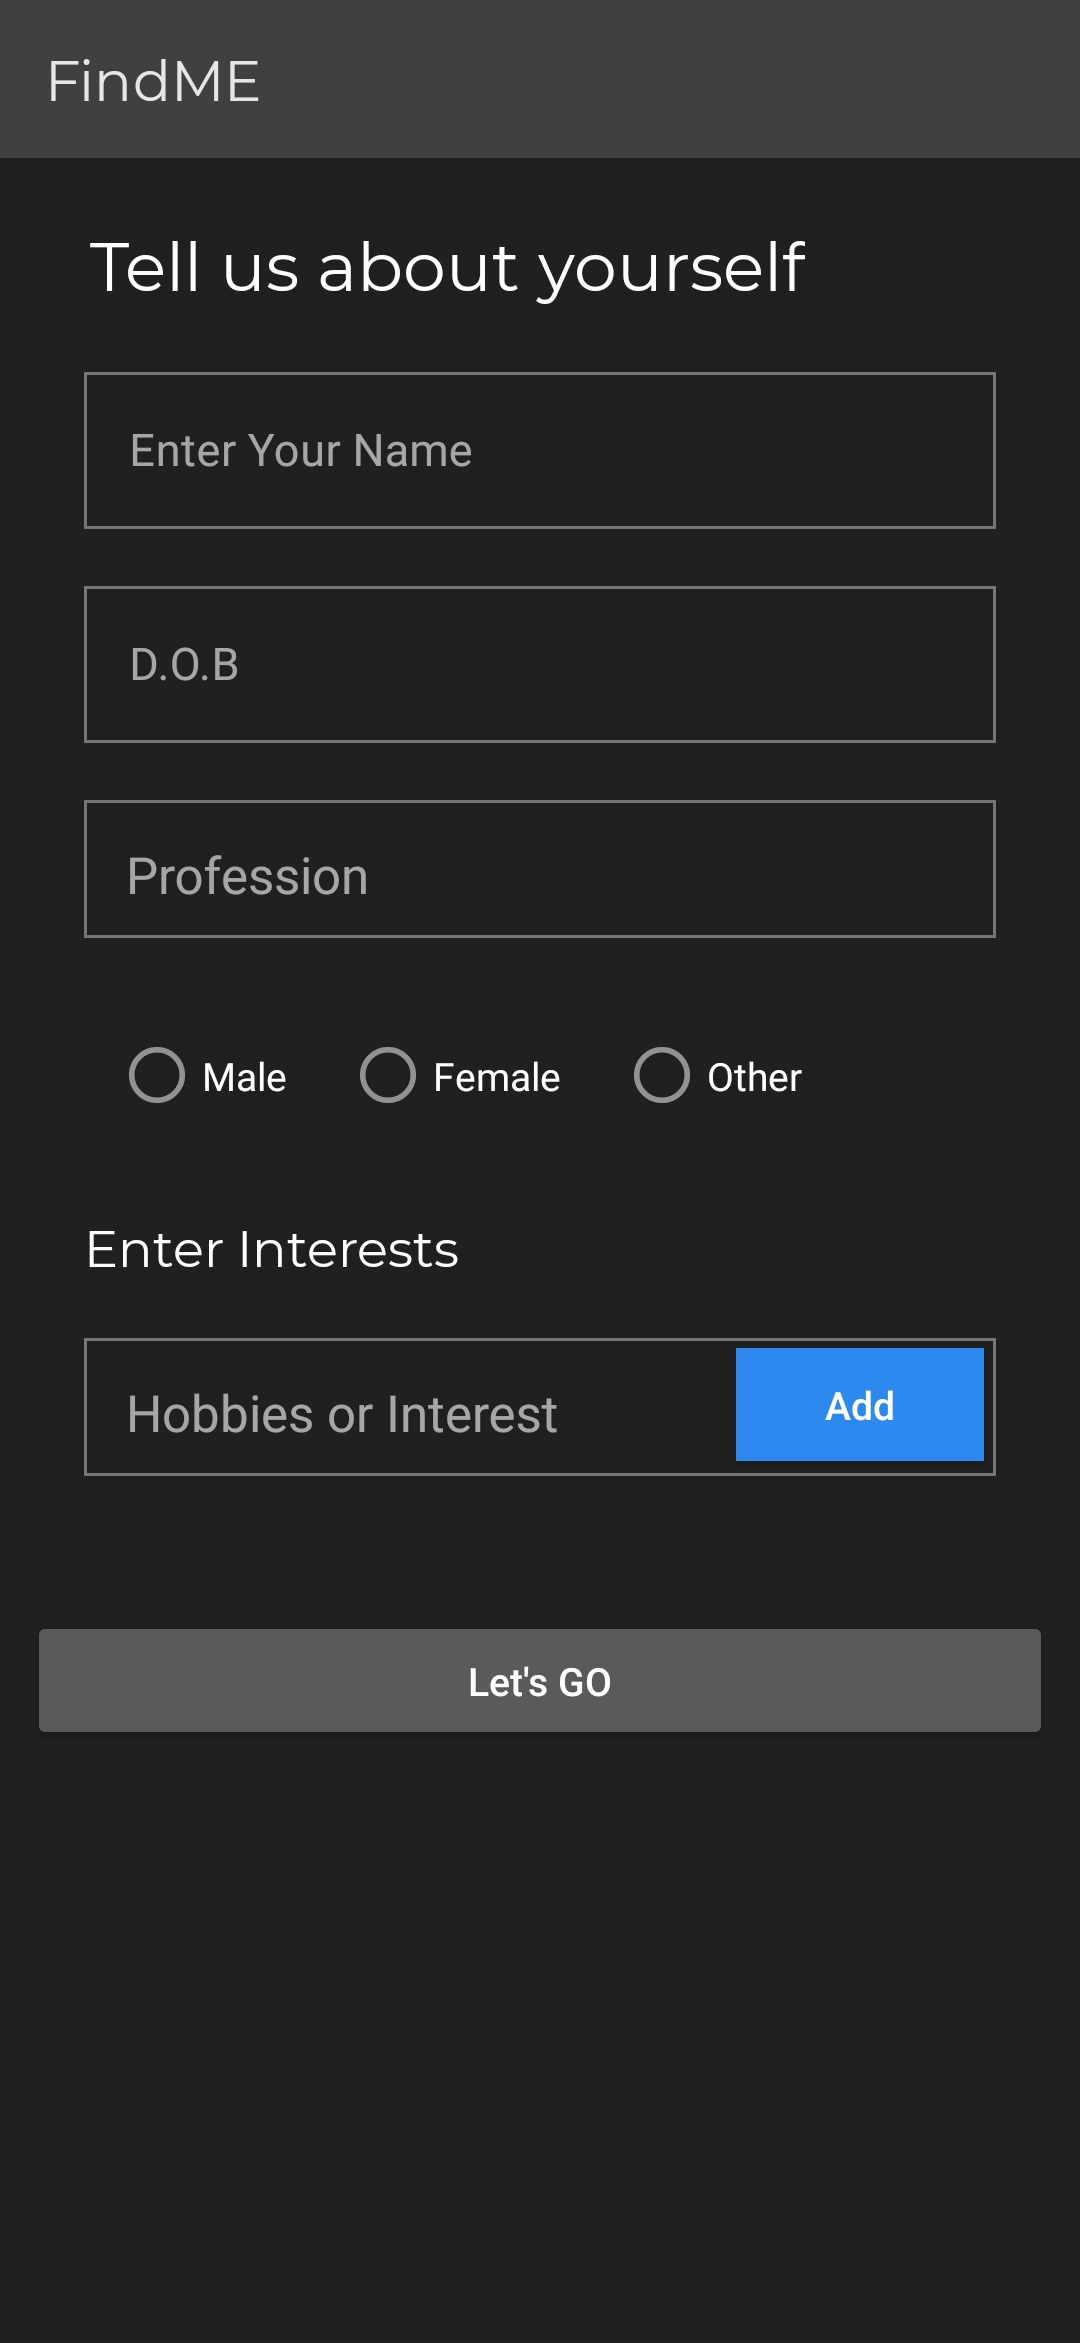 FindME
Tell us about yourself
Enter Your Name
D.O.B
Profession
Male Female Other
Enter Interests
Hobbies or Interest Add
Let's GO